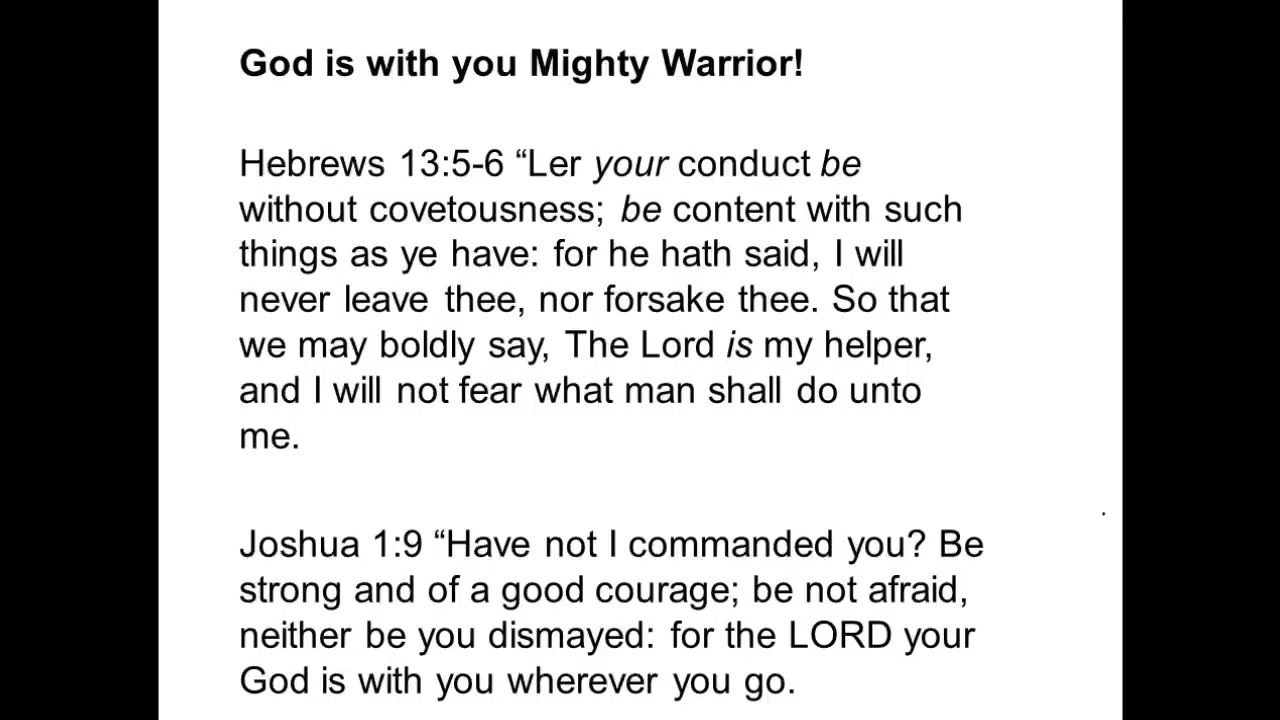 God is with you Mighty Warrior!
Hebrews 13:5-6 “Ler your conduct be
without covetousness; be content with such
things as ye have: for he hath said, I will
never leave thee, nor forsake thee. So that
we may boldly say, The Lord is my helper,
and I will not fear what man shall do unto
me.
Joshua 1:9 “Have not I commanded you? Be
strong and of a good courage; be not afraid,
neither be you dismayed: for the LORD your
God is with you wherever you go.